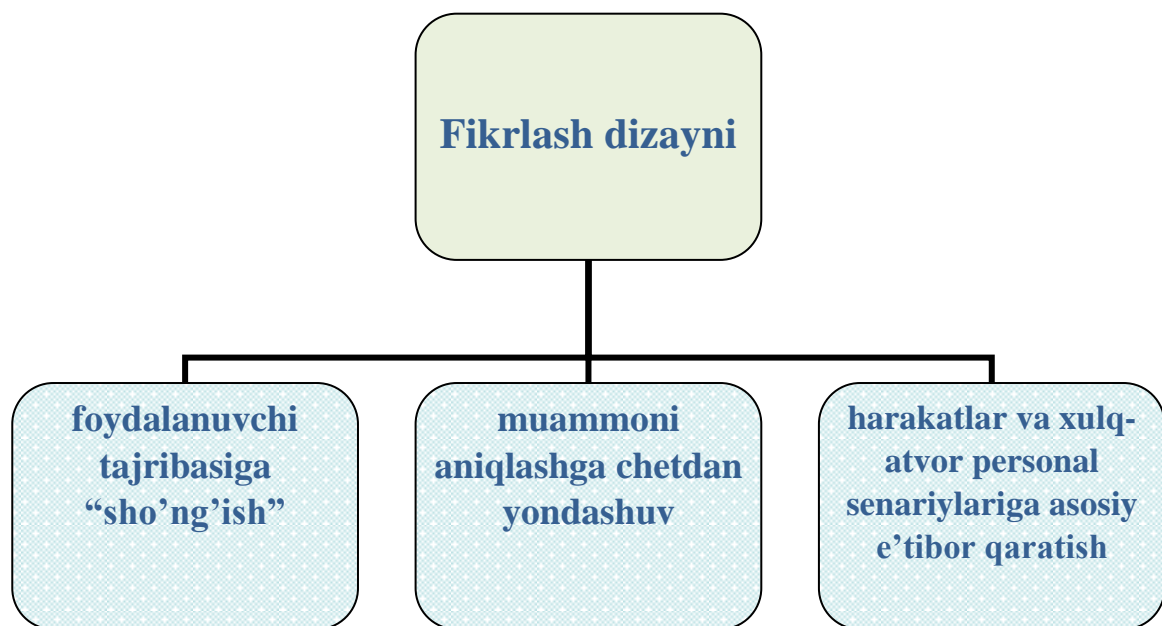 Fikrlash dizayni
foydalanuvchi
tajribasiga
“sho’ng’ish”
muammoni
aniqlashga chetdan
yondashuv
harakatlar va xulq-
atvor personal
senariylariga asosiy
e’tibor qaratish